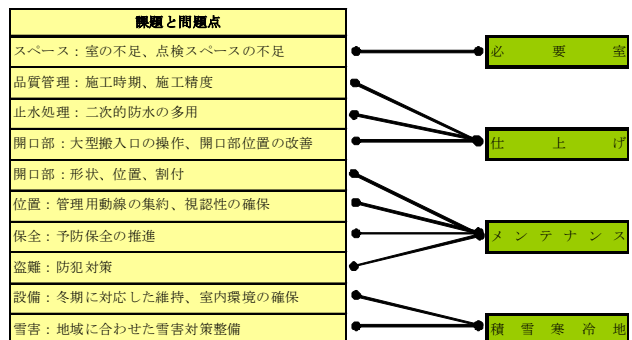 課題と問題点
スペース：室の不足、点検スペースの不足
必要室
品質管理：施工時期、施工精度
止水処理：二次的防水の多用
開口部：大型搬入口の操作、開口部位置の改善
仕上げ
開口部：形状、位置、割付
位置：管理用動線の集約、視認性の確保
保全：予防保全の推進
メンテナンス
盗難：防犯対策
設備：冬期に対応した維持、室内環境の確保
雪害：地域に合わせた雪害対策整備
積雪寒冷地